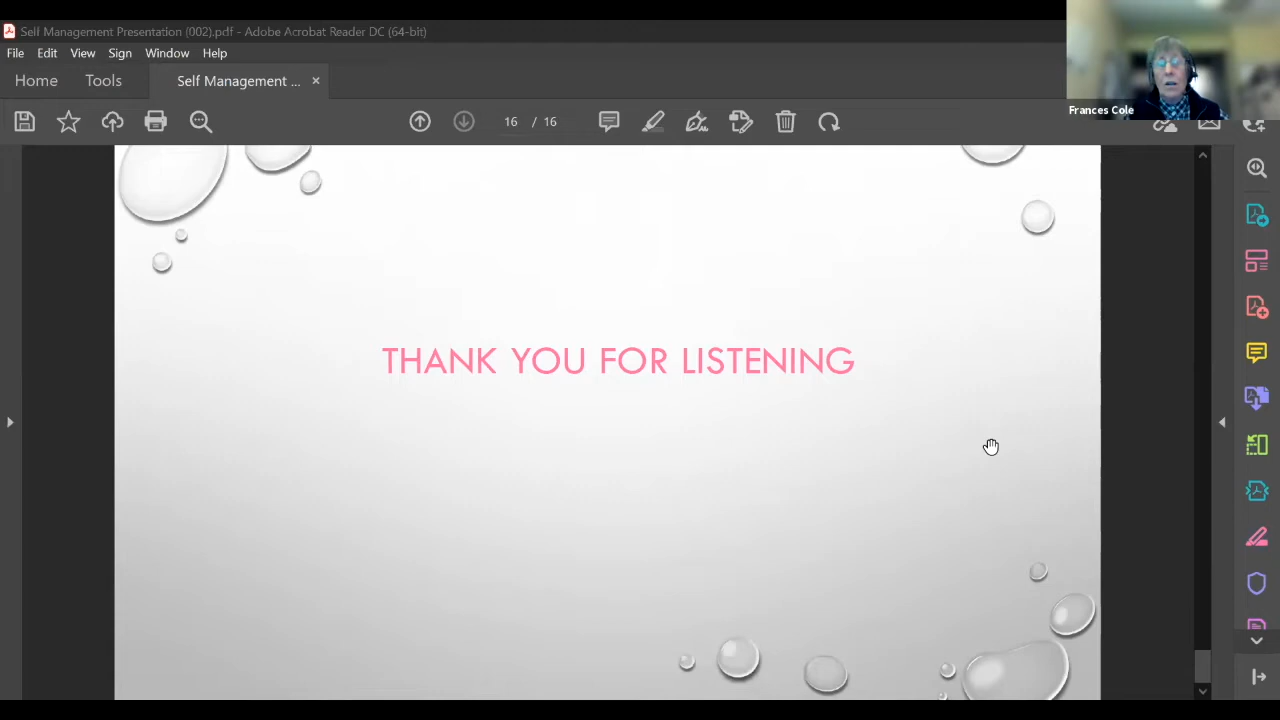 Self Management Presentation (002).pdf - Adobe Acrobat Reader DC (64-bit)
File Edit View Sign Window Help
Home Tools Self Management ... ×
16 / 16
Frances Cole
THANK YOU FOR LISTENING